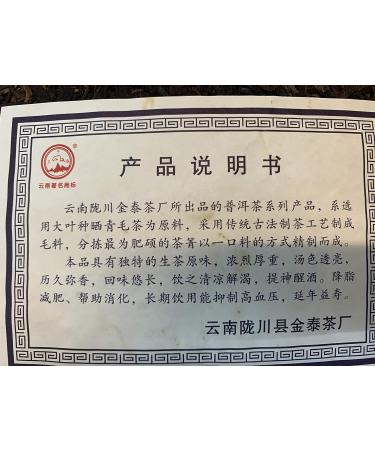 云南著名商标
产品说明书
云南陇川金泰茶厂所出品的普洱茶系列产品，系选
用大叶种晒青毛茶为原料，采用传统古法制茶工艺制成
毛料，分拣最为肥硕的茶菁以一口料的方式精制而成。
本品具有独特的生茶原味，浓烈厚重，汤色透亮，
历久弥香，回味悠长，饮之清凉解渴，提神醒酒。降脂
减肥、帮助消化，长期饮用能抑制高血压，延年益寿。
云南陇川县金泰茶厂